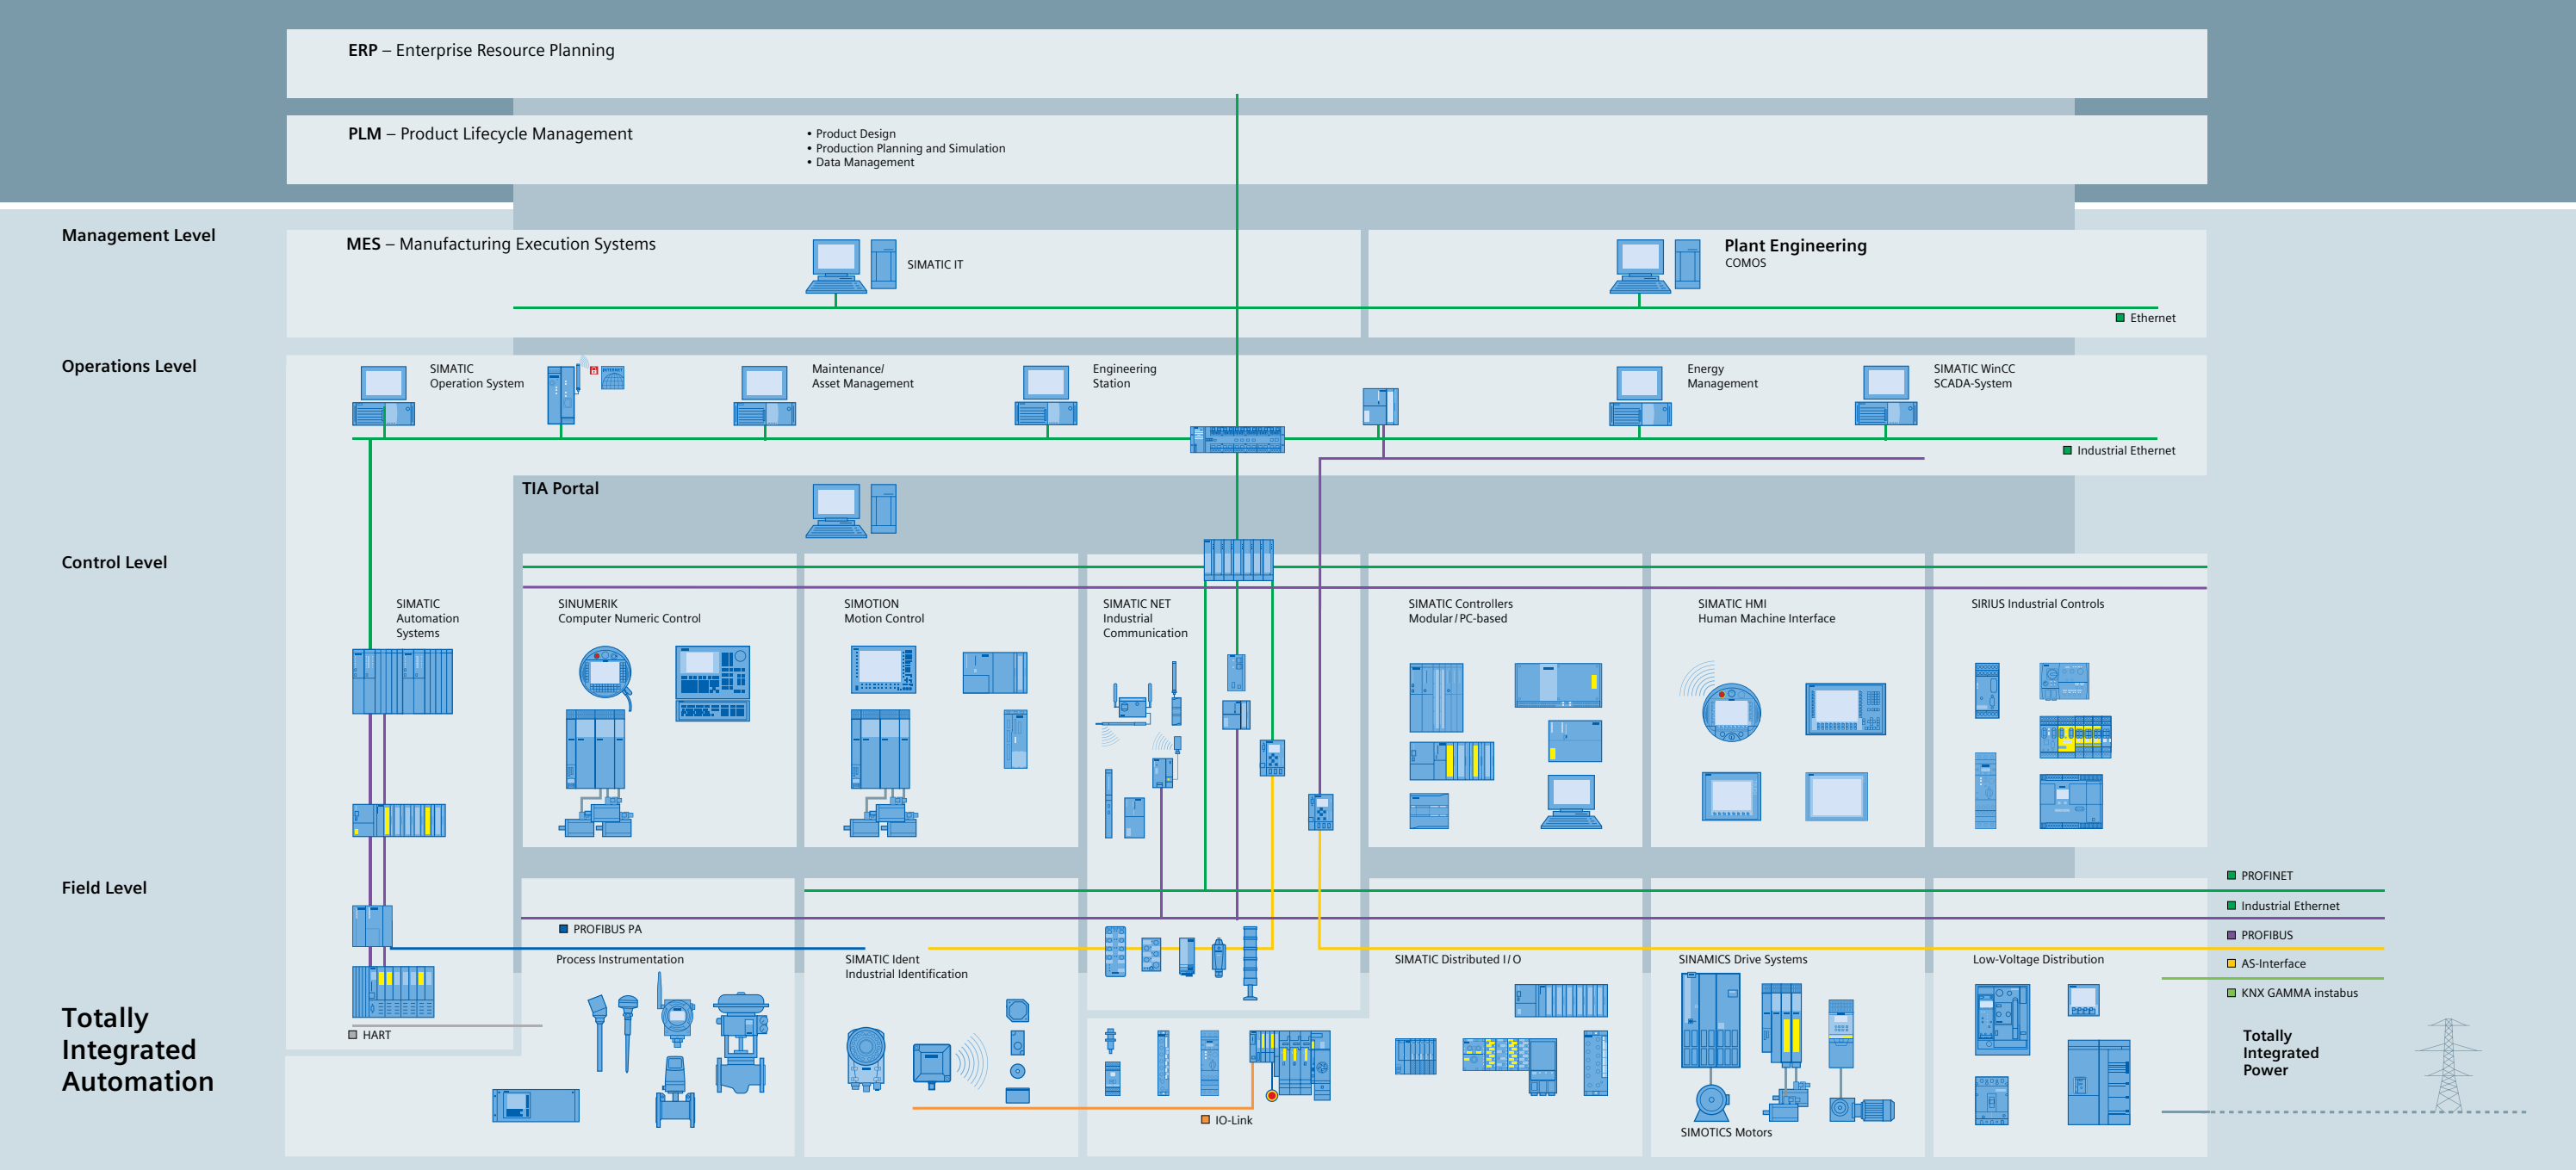 ERP – Enterprise Resource Planning
PLM – Product Lifecycle Management
• Product Design
• Production Planning and Simulation
• Data Management
Management Level
MES – Manufacturing Execution Systems
SIMATIC IT
Plant Engineering
COMOS
Ethernet
Operations Level
SIMATIC
Operation System
INTERNET
Maintenance/
Asset Management
Engineering
Station
Energy
Management
SIMATIC WinCC
SCADA-System
Industrial Ethernet
TIA Portal
Control Level
SIMATIC
Automation
Systems
SINUMERIK
Computer Numeric Control
SIMOTION
Motion Control
SIMATIC NET
Industrial
Communication
SIMATIC Controllers
Modular/PC-based
SIMATIC HMI
Human Machine Interface
SIRIUS Industrial Controls
Field Level
PROFINET
Industrial Ethernet
PROFIBUS
AS-Interface
KNX GAMMA instabus
PROFIBUS PA
Process Instrumentation
SIMATIC Ident
Industrial Identification
SIMATIC Distributed I/O
SINAMICS Drive Systems
Low-Voltage Distribution
HART
IO-Link
SIMOTICS Motors
Totally
Integrated
Automation
Totally
Integrated
Power